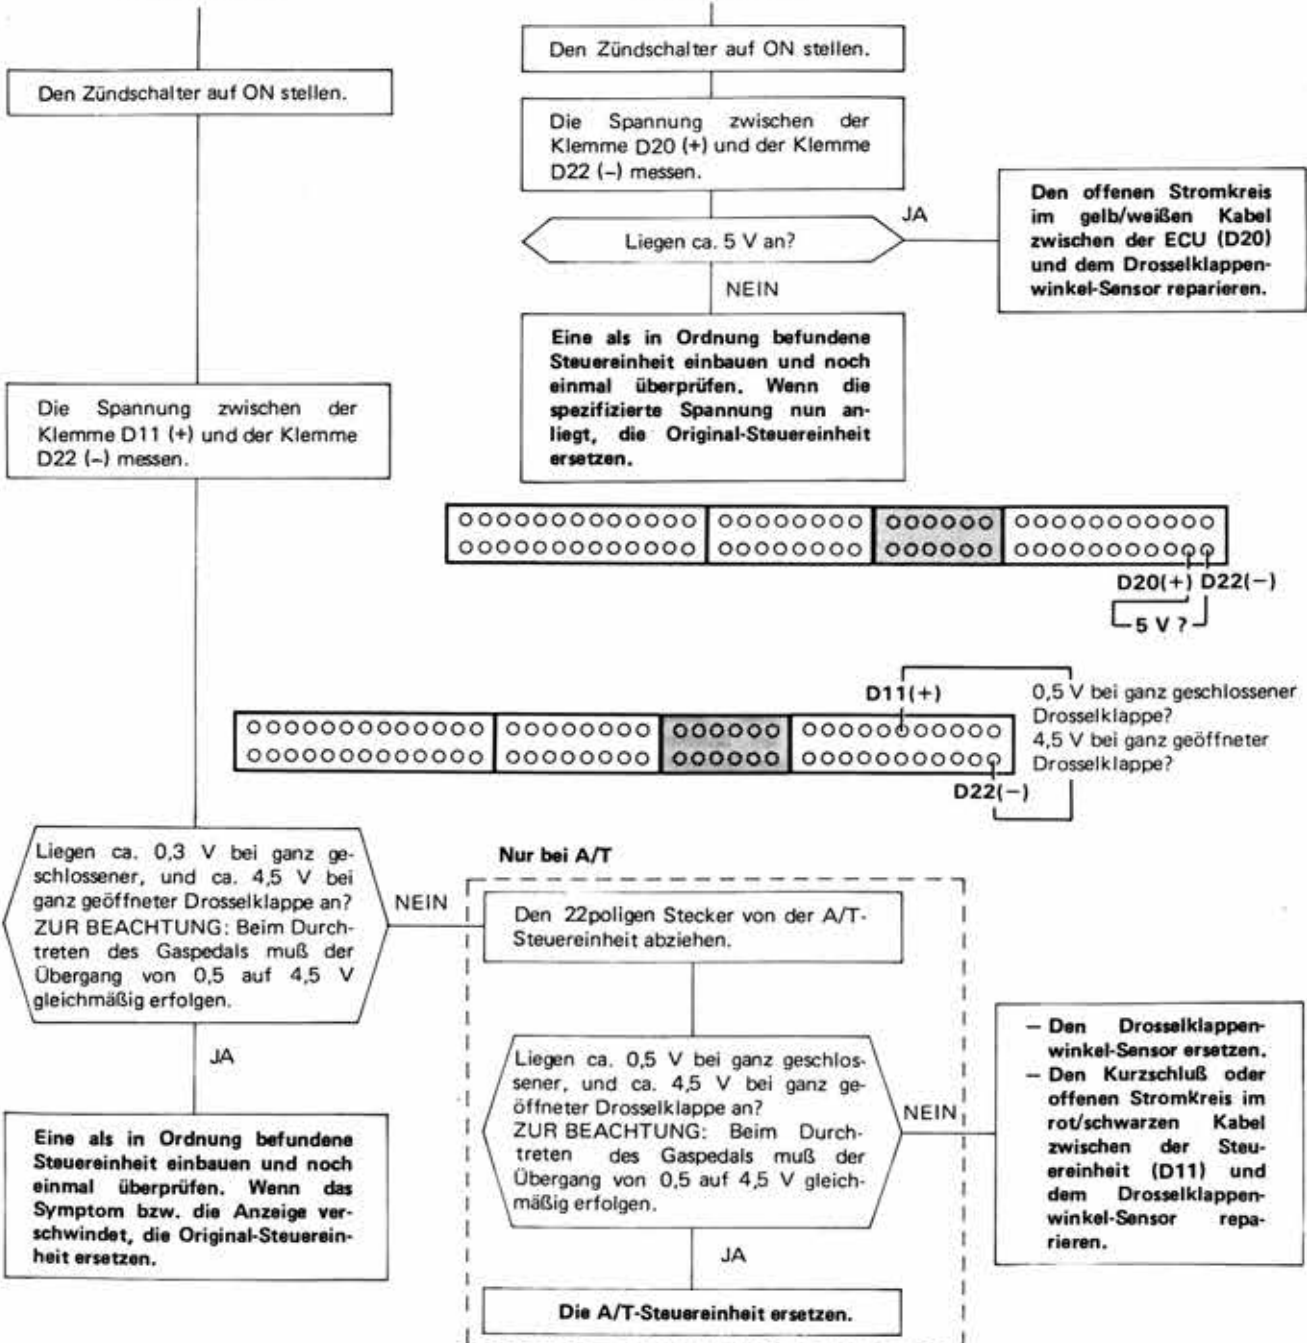 Den Zündschalter auf ON stellen.
Die Spannung zwischen der
Klemme D11 (+) und der Klemme
D22 (–) messen.
Den Zündschalter auf ON stellen.
Die Spannung zwischen der
Klemme D20 (+) und der Klemme
D22 (–) messen.
Liegen ca. 5 V an?
JA
Den offenen Stromkreis
im gelb/weißen Kabel
zwischen der ECU (D20)
und dem Drosselklappen-
winkel-Sensor reparieren.
NEIN
Eine als in Ordnung befundene
Steuereinheit einbauen und noch
einmal überprüfen. Wenn die
spezifizierte Spannung nun an-
liegt, die Original-Steuereinheit
ersetzen.
D20(+) D22(–)
5 V ?
D11(+)
0,5 V bei ganz geschlossener
Drosselklappe?
4,5 V bei ganz geöffneter
Drosselklappe?
D22(–)
Liegen ca. 0,3 V bei ganz ge-
schlossener, und ca. 4,5 V bei
ganz geöffneter Drosselklappe an?
ZUR BEACHTUNG: Beim Durch-
treten des Gaspedals muß der
Übergang von 0,5 auf 4,5 V
gleichmäßig erfolgen.
NEIN
JA
Eine als in Ordnung befundene
Steuereinheit einbauen und noch
einmal überprüfen. Wenn das
Symptom bzw. die Anzeige ver-
schwindet, die Original-Steuerein-
heit ersetzen.
Nur bei A/T
Den 22poligen Stecker von der A/T-
Steuereinheit abziehen.
Liegen ca. 0,5 V bei ganz geschlos-
sener, und ca. 4,5 V bei ganz ge-
öffneter Drosselklappe an?
ZUR BEACHTUNG: Beim Durch-
treten des Gaspedals muß der
Übergang von 0,5 auf 4,5 V gleich-
mäßig erfolgen.
NEIN
JA
Die A/T-Steuereinheit ersetzen.
– Den Drosselklappen-
winkel-Sensor ersetzen.
– Den Kurzschluß oder
offenen Stromkreis im
rot/schwarzen Kabel
zwischen der Steu-
ereinheit (D11) und
dem Drosselklappen-
winkel-Sensor repa-
rieren.